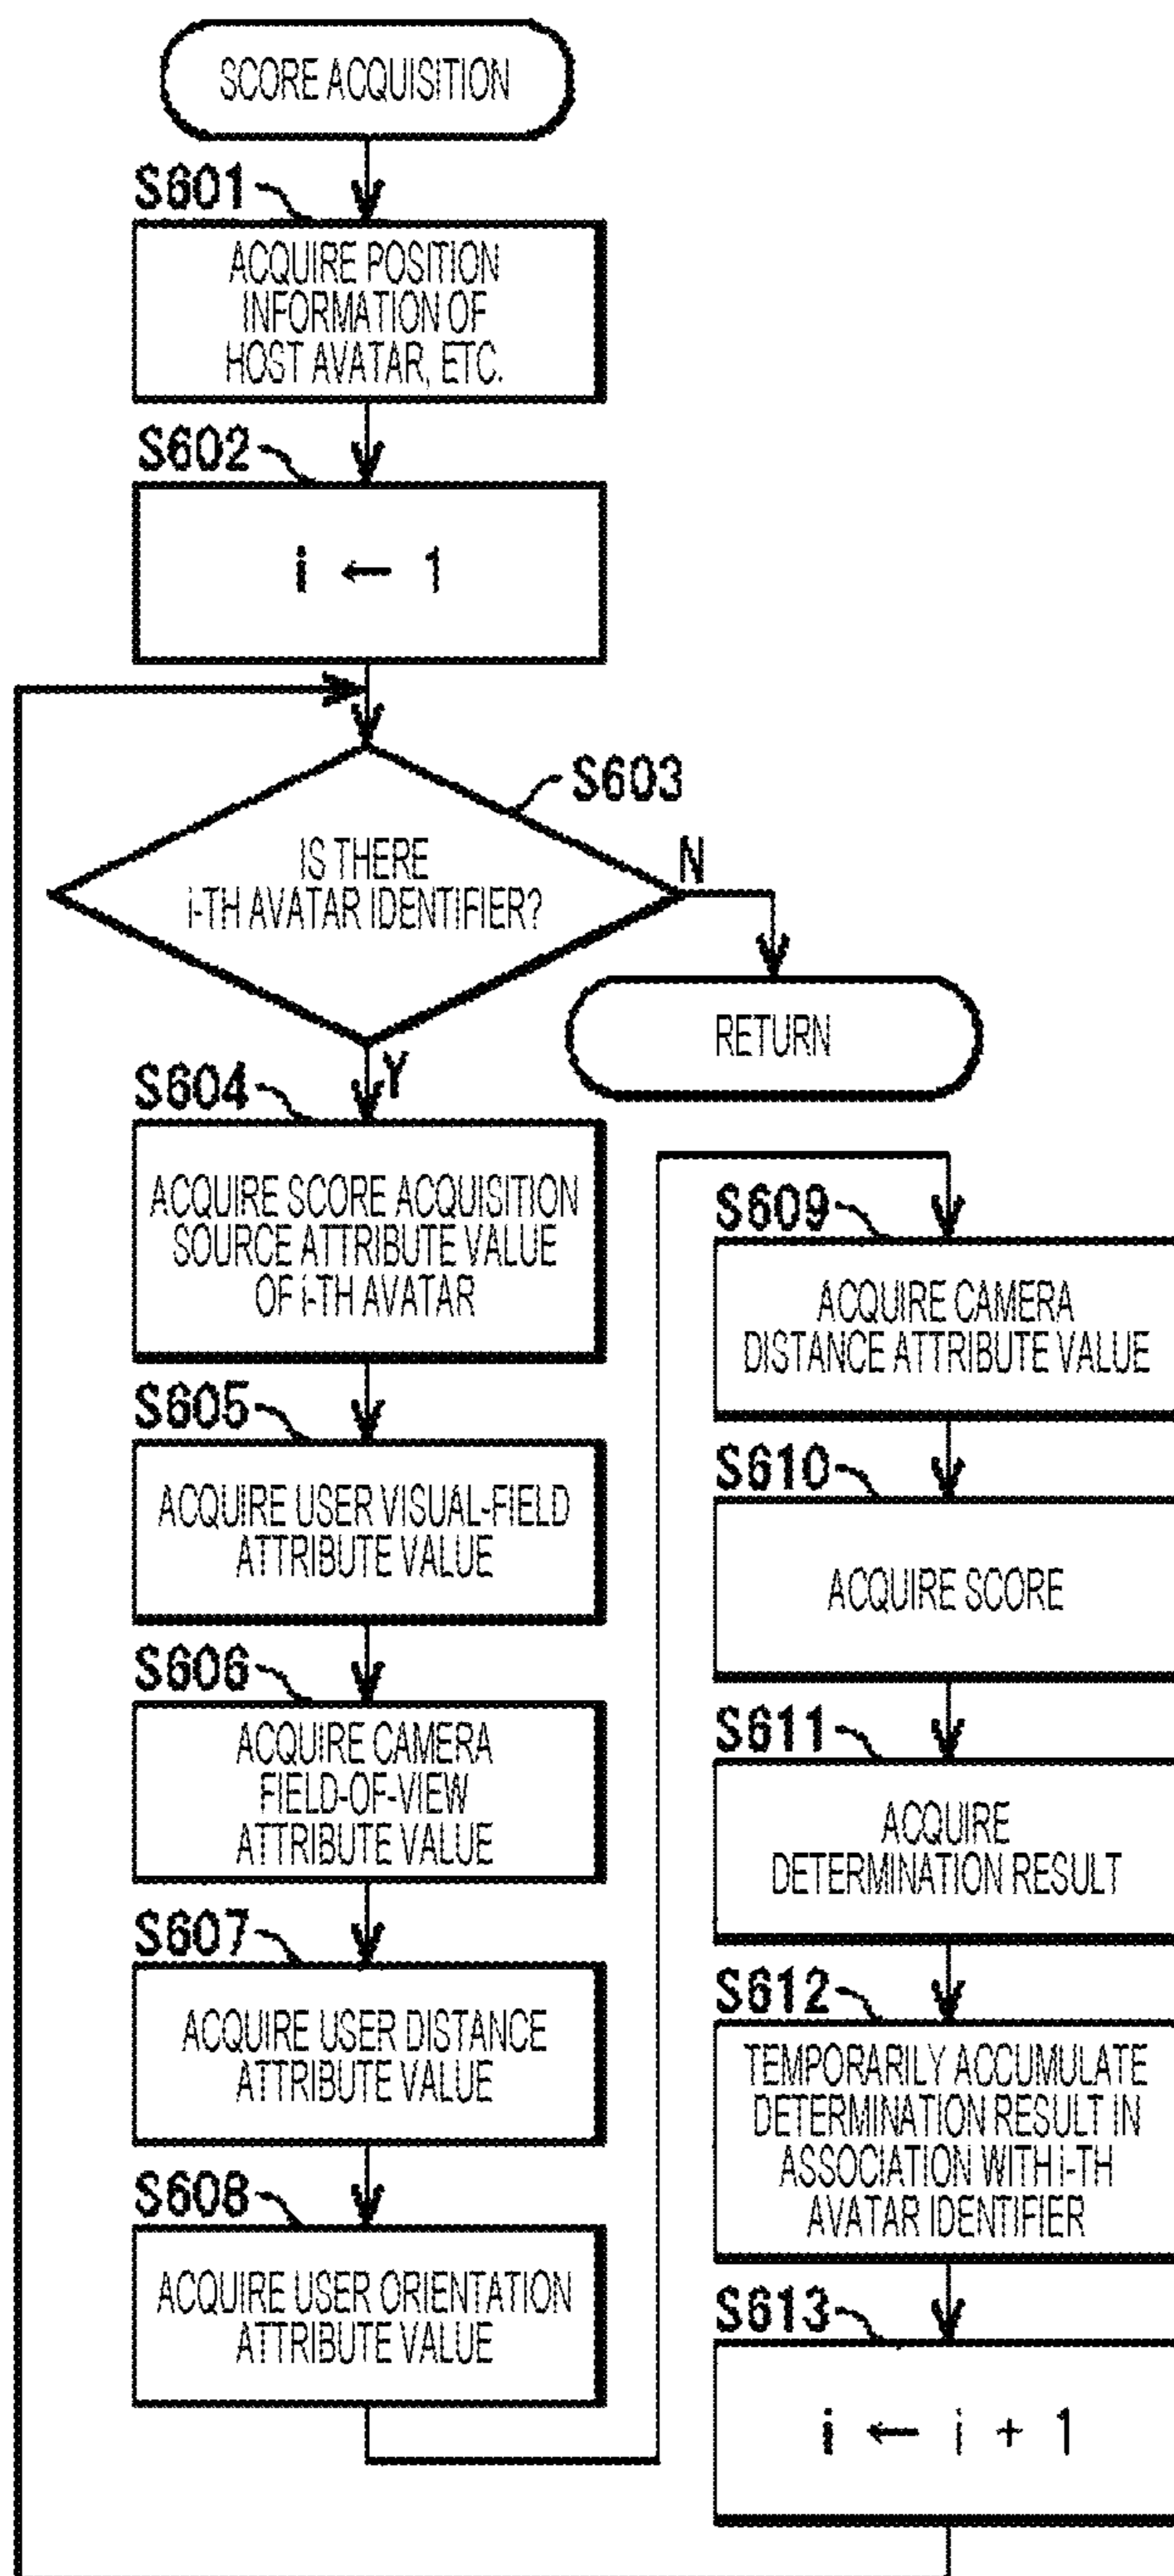 SCORE ACQUISITION
S601
ACQUIRE POSITION
INFORMATION OF
HOST AVATAR, ETC.
S602
i ← 1
S603
IS THERE
i-TH AVATAR IDENTIFIER?
N
RETURN
Y
S604
ACQUIRE SCORE ACQUISITION
SOURCE ATTRIBUTE VALUE
OF i-TH AVATAR
S605
ACQUIRE USER VISUAL-FIELD
ATTRIBUTE VALUE
S606
ACQUIRE CAMERA
FIELD-OF-VIEW
ATTRIBUTE VALUE
S607
ACQUIRE USER DISTANCE
ATTRIBUTE VALUE
S608
ACQUIRE USER ORIENTATION
ATTRIBUTE VALUE
S609
ACQUIRE CAMERA
DISTANCE ATTRIBUTE VALUE
S610
ACQUIRE SCORE
S611
ACQUIRE
DETERMINATION RESULT
S612
TEMPORARILY ACCUMULATE
DETERMINATION RESULT IN
ASSOCIATION WITH i-TH
AVATAR IDENTIFIER
S613
i ← i + 1